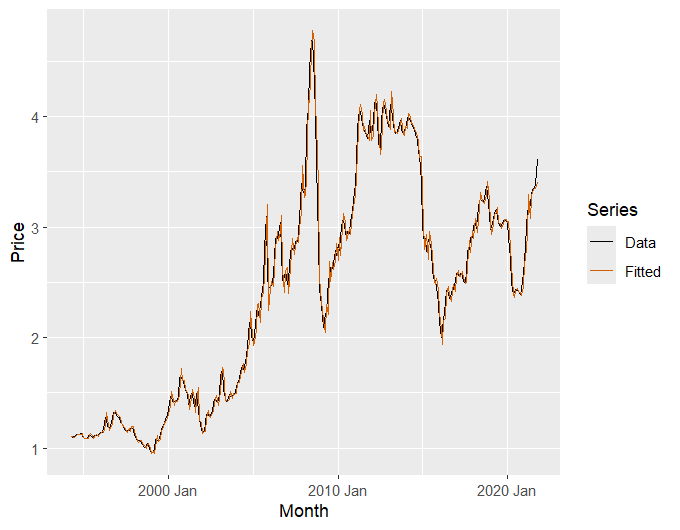 4
3
2
1
Price
2000 Jan
2010 Jan
2020 Jan
Month
Series
Data
Fitted